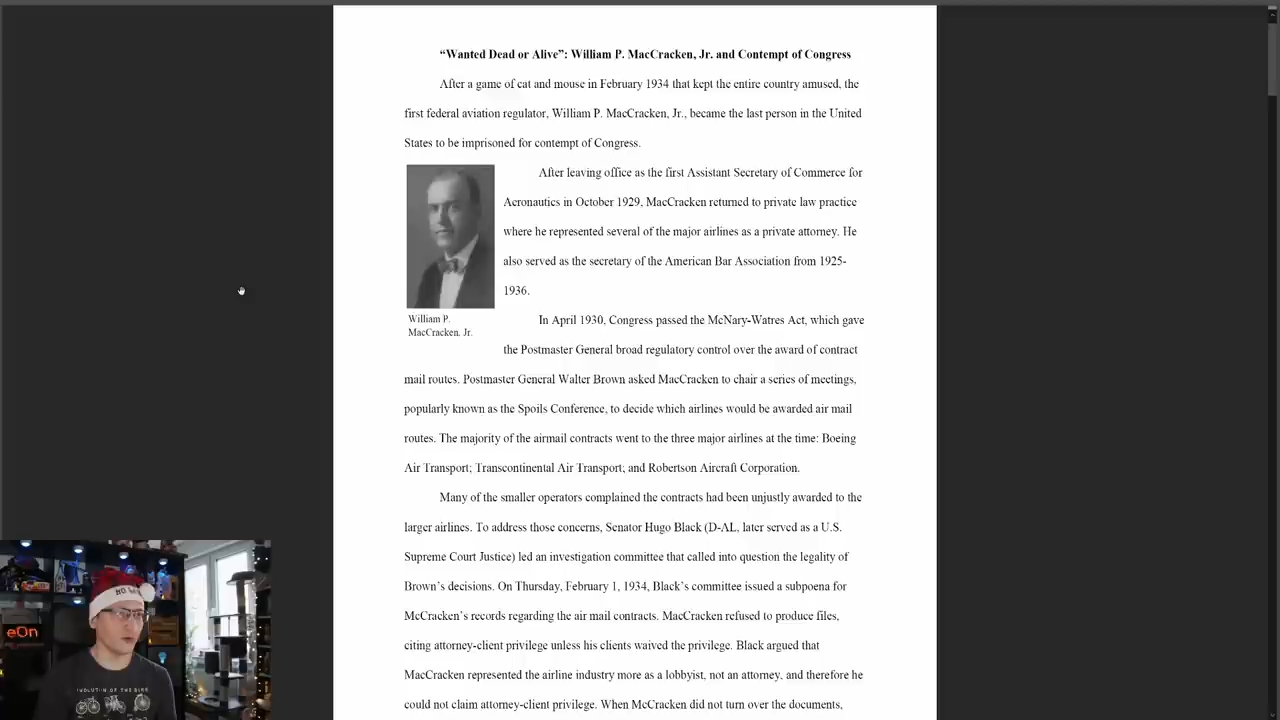 “Wanted Dead or Alive”: William P. MacCracken, Jr. and Contempt of Congress
After a game of cat and mouse in February 1934 that kept the entire country amused, the
first federal aviation regulator, William P. MacCracken, Jr., became the last person in the United
States to be imprisoned for contempt of Congress.
After leaving office as the first Assistant Secretary of Commerce for
Aeronautics in October 1929, MacCracken returned to private law practice
where he represented several of the major airlines as a private attorney. He
also served as the secretary of the American Bar Association from 1925-
1936.
William P.
MacCracken, Jr.
In April 1930, Congress passed the McNary-Watres Act, which gave
the Postmaster General broad regulatory control over the award of contract
mail routes. Postmaster General Walter Brown asked MacCracken to chair a series of meetings,
popularly known as the Spoils Conference, to decide which airlines would be awarded air mail
routes. The majority of the airmail contracts went to the three major airlines at the time: Boeing
Air Transport; Transcontinental Air Transport; and Robertson Aircraft Corporation.
Many of the smaller operators complained the contracts had been unjustly awarded to the
larger airlines. To address those concerns, Senator Hugo Black (D-AL, later served as a U.S.
Supreme Court Justice) led an investigation committee that called into question the legality of
Brown’s decisions. On Thursday, February 1, 1934, Black’s committee issued a subpoena for
McCracken’s records regarding the air mail contracts. MacCracken refused to produce files,
citing attorney-client privilege unless his clients waived the privilege. Black argued that
MacCracken represented the airline industry more as a lobbyist, not an attorney, and therefore he
could not claim attorney-client privilege. When McCracken did not turn over the documents,
eOn
EVOLUTION OF THE BIKE